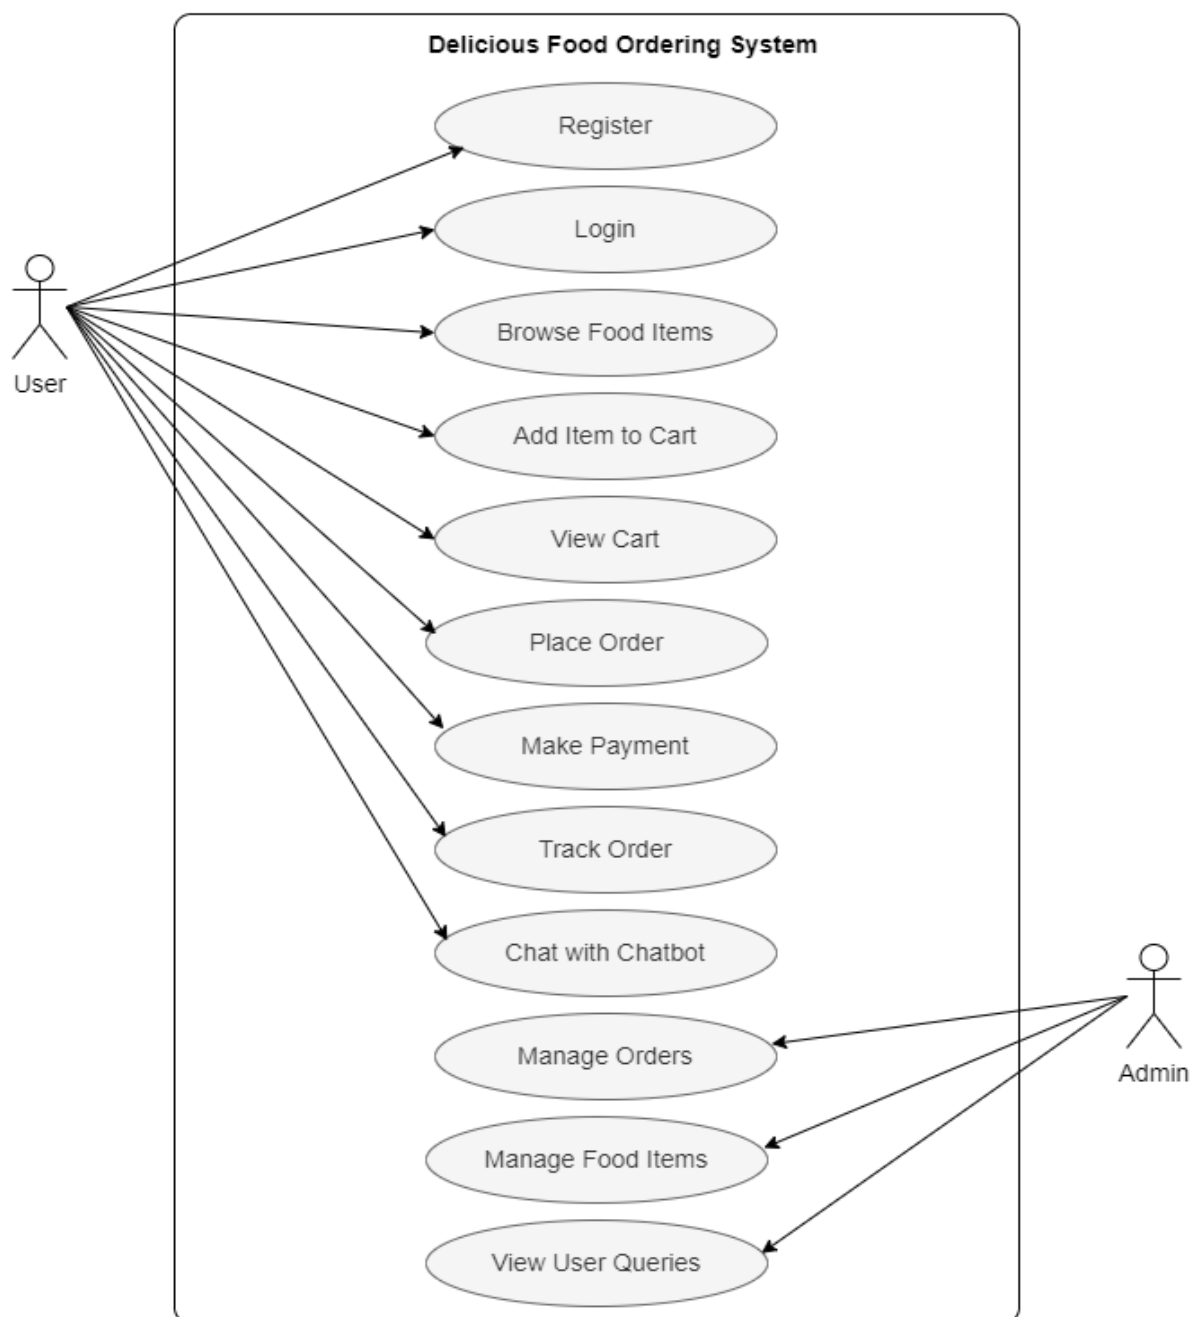 Delicious Food Ordering System
Register
Login
Browse Food Items
User
Add Item to Cart
View Cart
Place Order
Make Payment
Track Order
Chat with Chatbot
Manage Orders
Admin
Manage Food Items
View User Queries